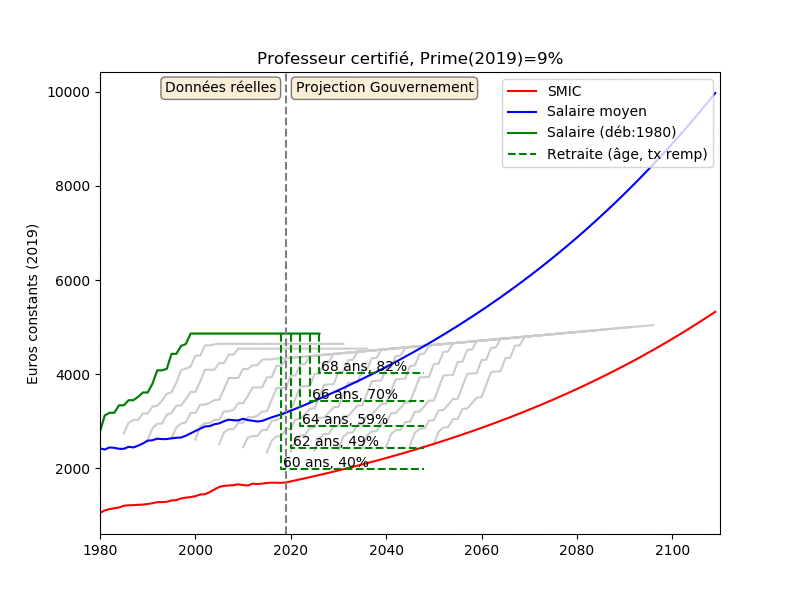 Professeur certifié, Prime(2019)=9%
Données réelles
Projection Gouvernement
SMIC
Salaire moyen
Salaire (déb:1980)
Retraite (âge, tx remp)
Euros constants (2019)
10000
8000
6000
4000
2000
68 ans, 82%
66 ans, 70%
64 ans, 59%
62 ans, 49%
60 ans, 40%
1980
2000
2020
2040
2060
2080
2100